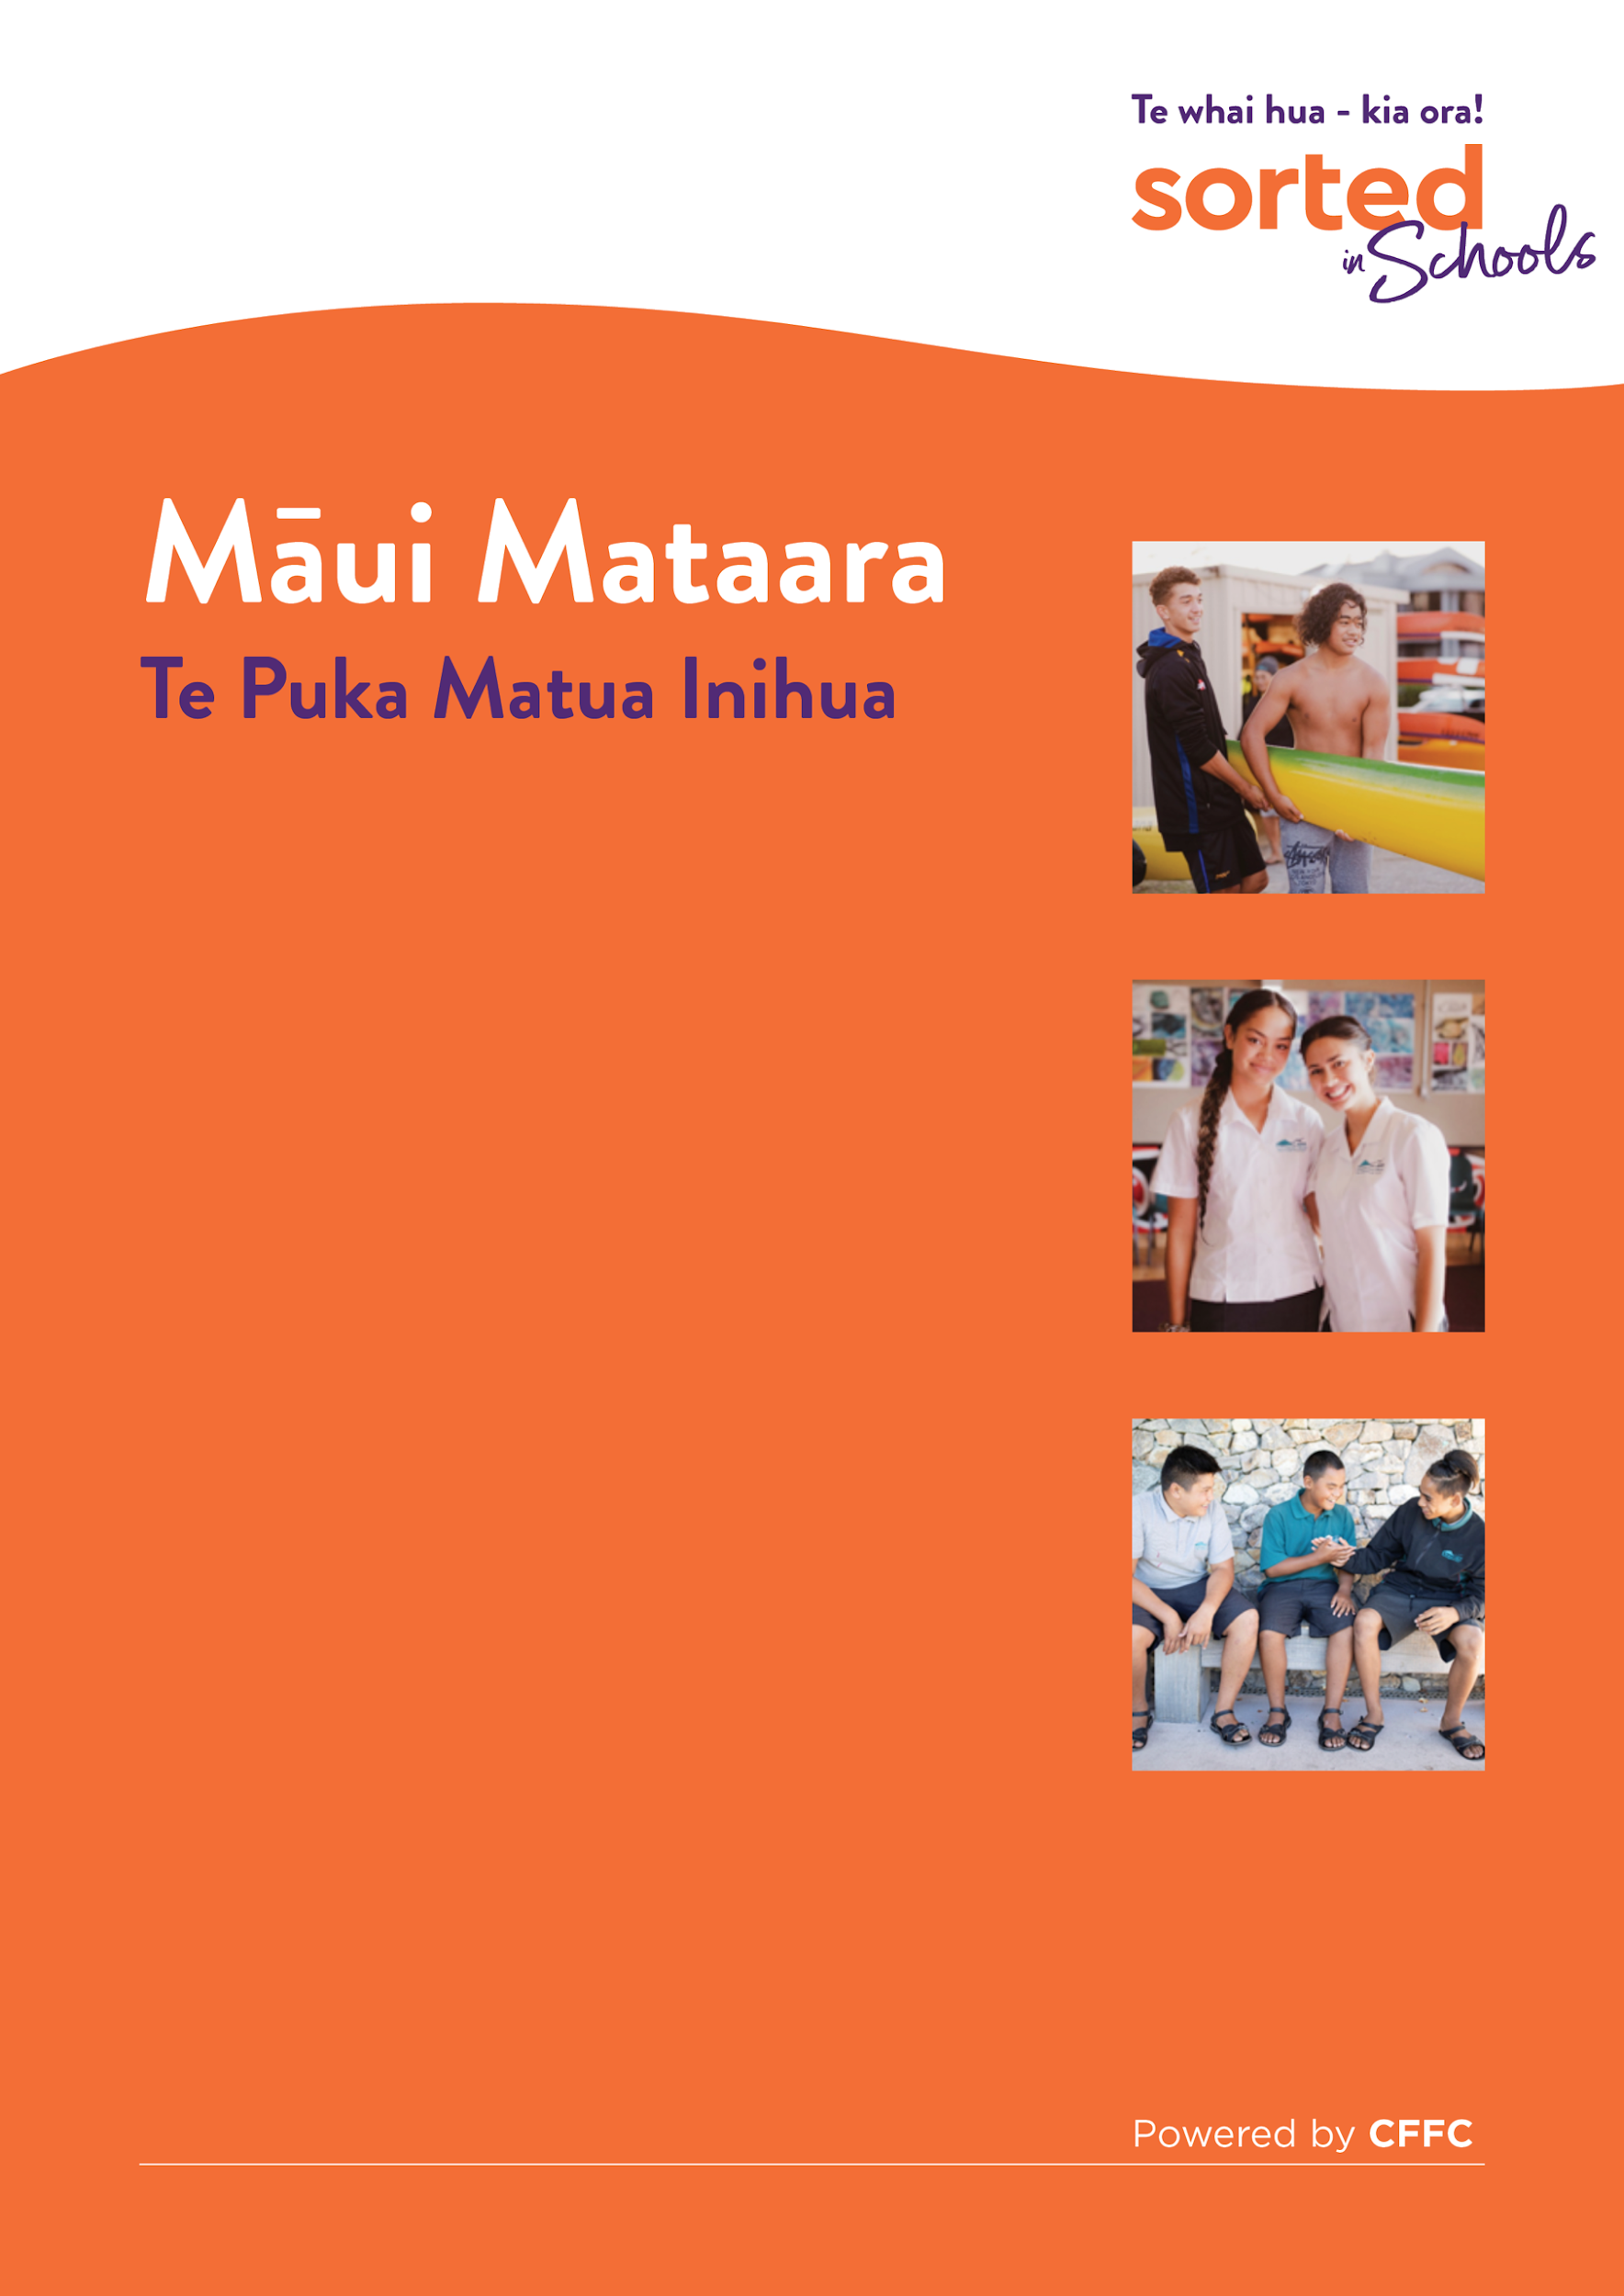 Te whai hua - kia ora!
sorted
in Schools
Māui Mataara
Te Puka Matua Inihua
Powered by CFFC